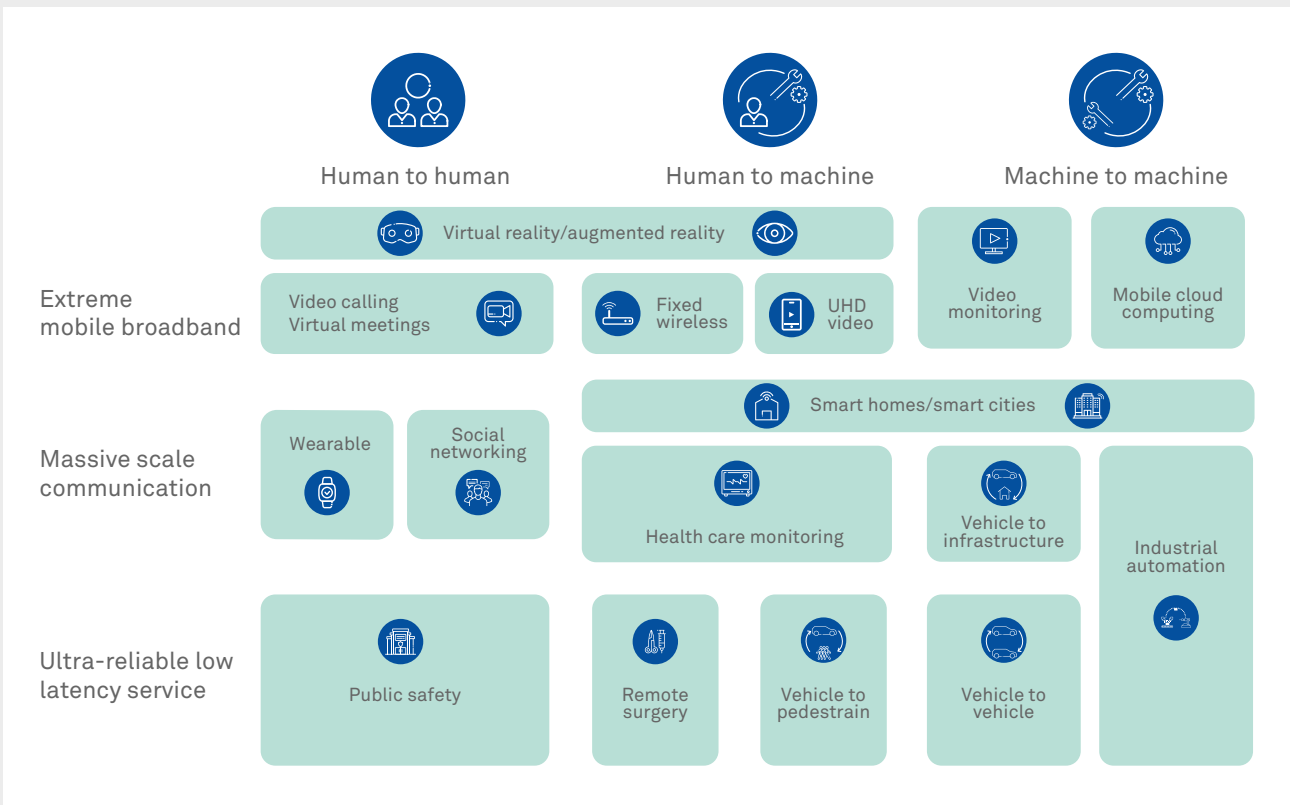 Human to human
Human to machine
Machine to machine
Extreme
mobile broadband
Virtual reality/augmented reality
Video calling
Virtual meetings
Fixed
wireless
UHD
video
Video
monitoring
Mobile cloud
computing
Massive scale
communication
Smart homes/smart cities
Wearable
Social
networking
Health care monitoring
Vehicle to
infrastructure
Industrial
automation
Ultra-reliable low
latency service
Public safety
Remote
surgery
Vehicle to
pedestrain
Vehicle to
vehicle